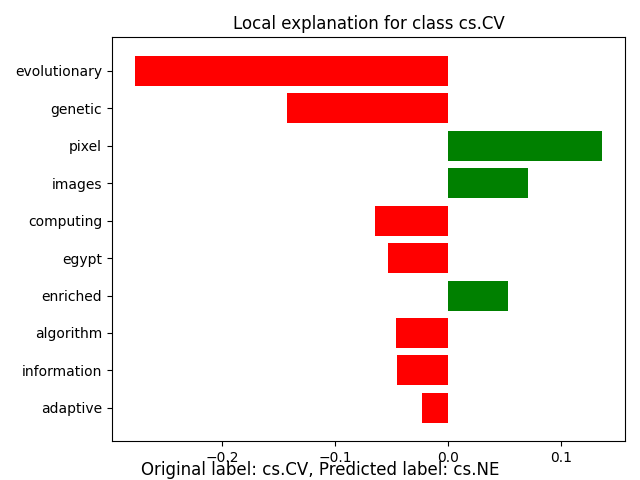 Local explanation for class cs.CV
evolutionary
genetic
pixel
images
computing
egypt
enriched
algorithm
information
adaptive
−0.2 −0.1 0.0 0.1
Original label: cs.CV, Predicted label: cs.NE